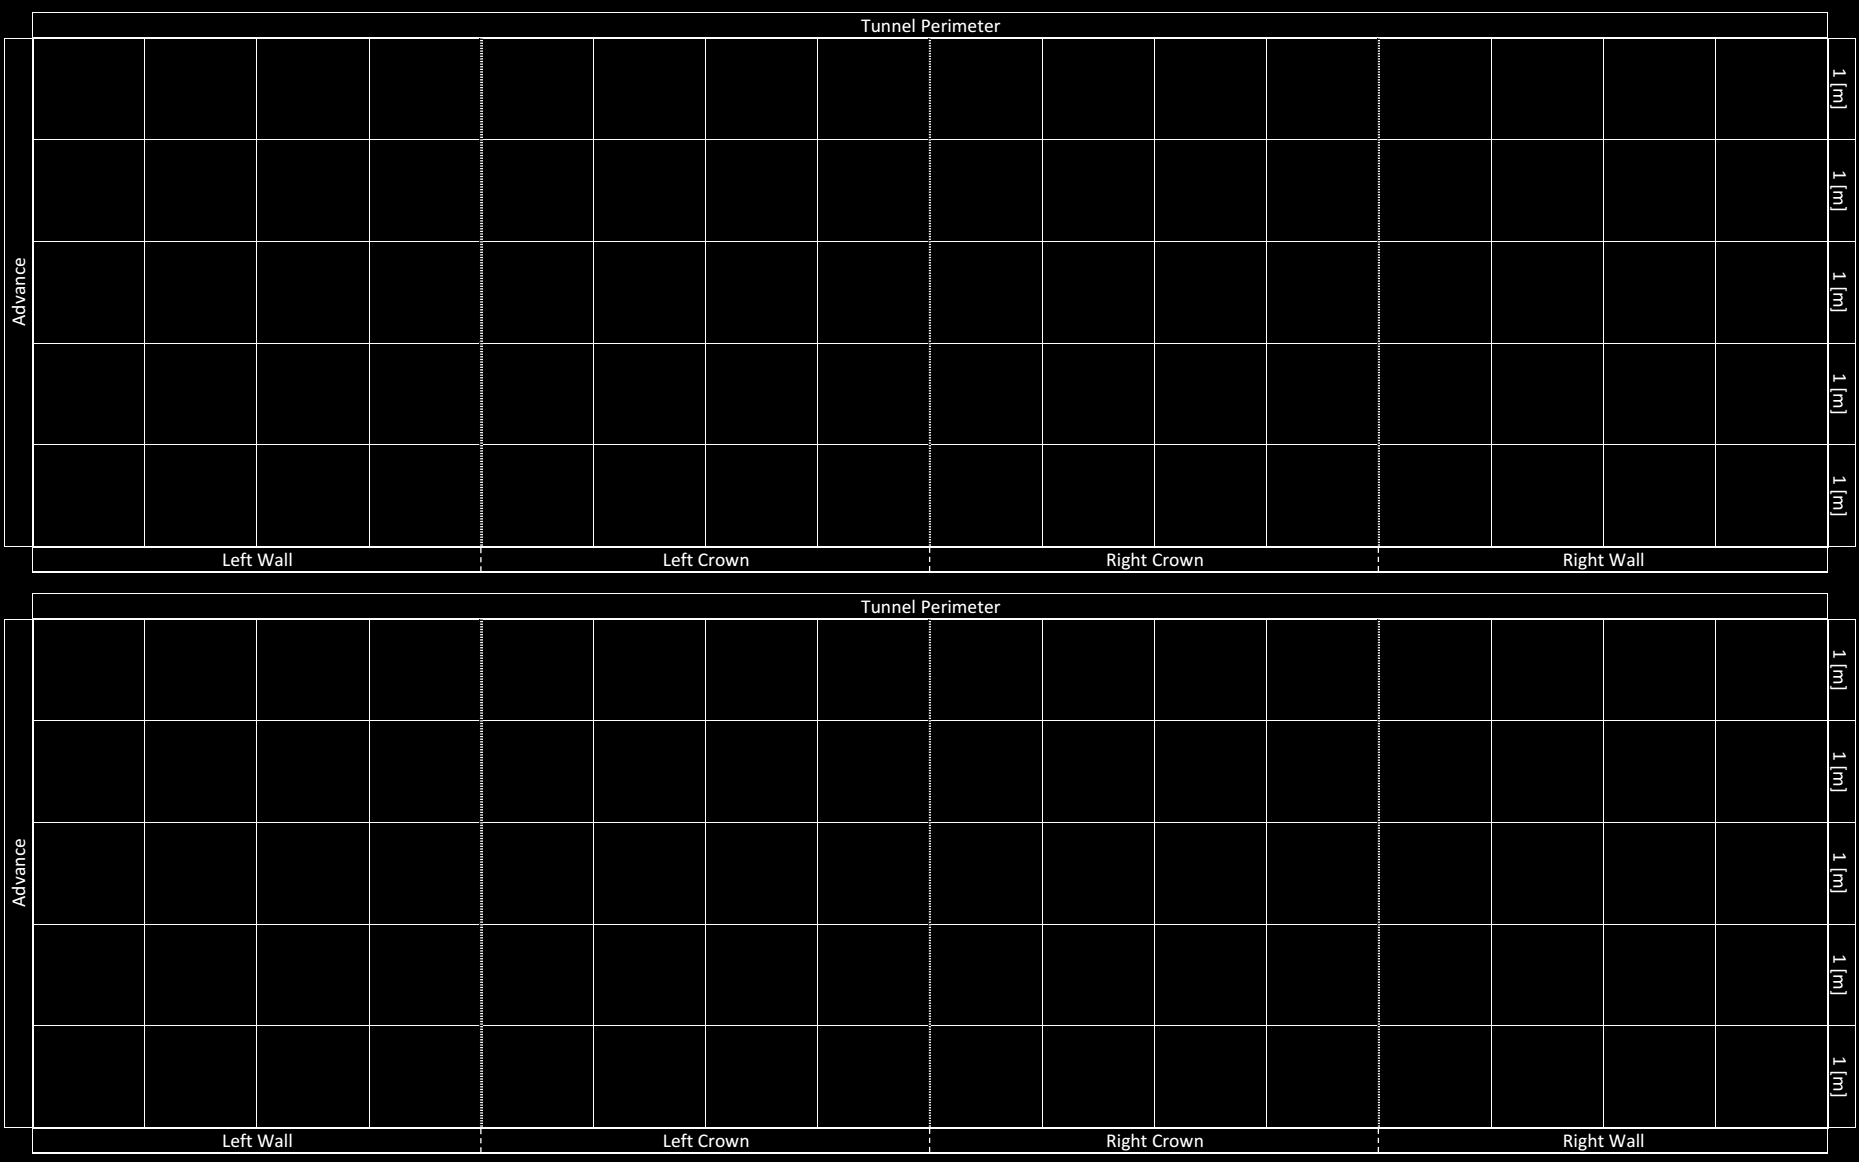 Tunnel Perimeter
Advance
1 [m]
1 [m]
1 [m]
1 [m]
1 [m]
Left Wall
Left Crown
Right Crown
Right Wall
Tunnel Perimeter
Advance
1 [m]
1 [m]
1 [m]
1 [m]
1 [m]
Left Wall
Left Crown
Right Crown
Right Wall